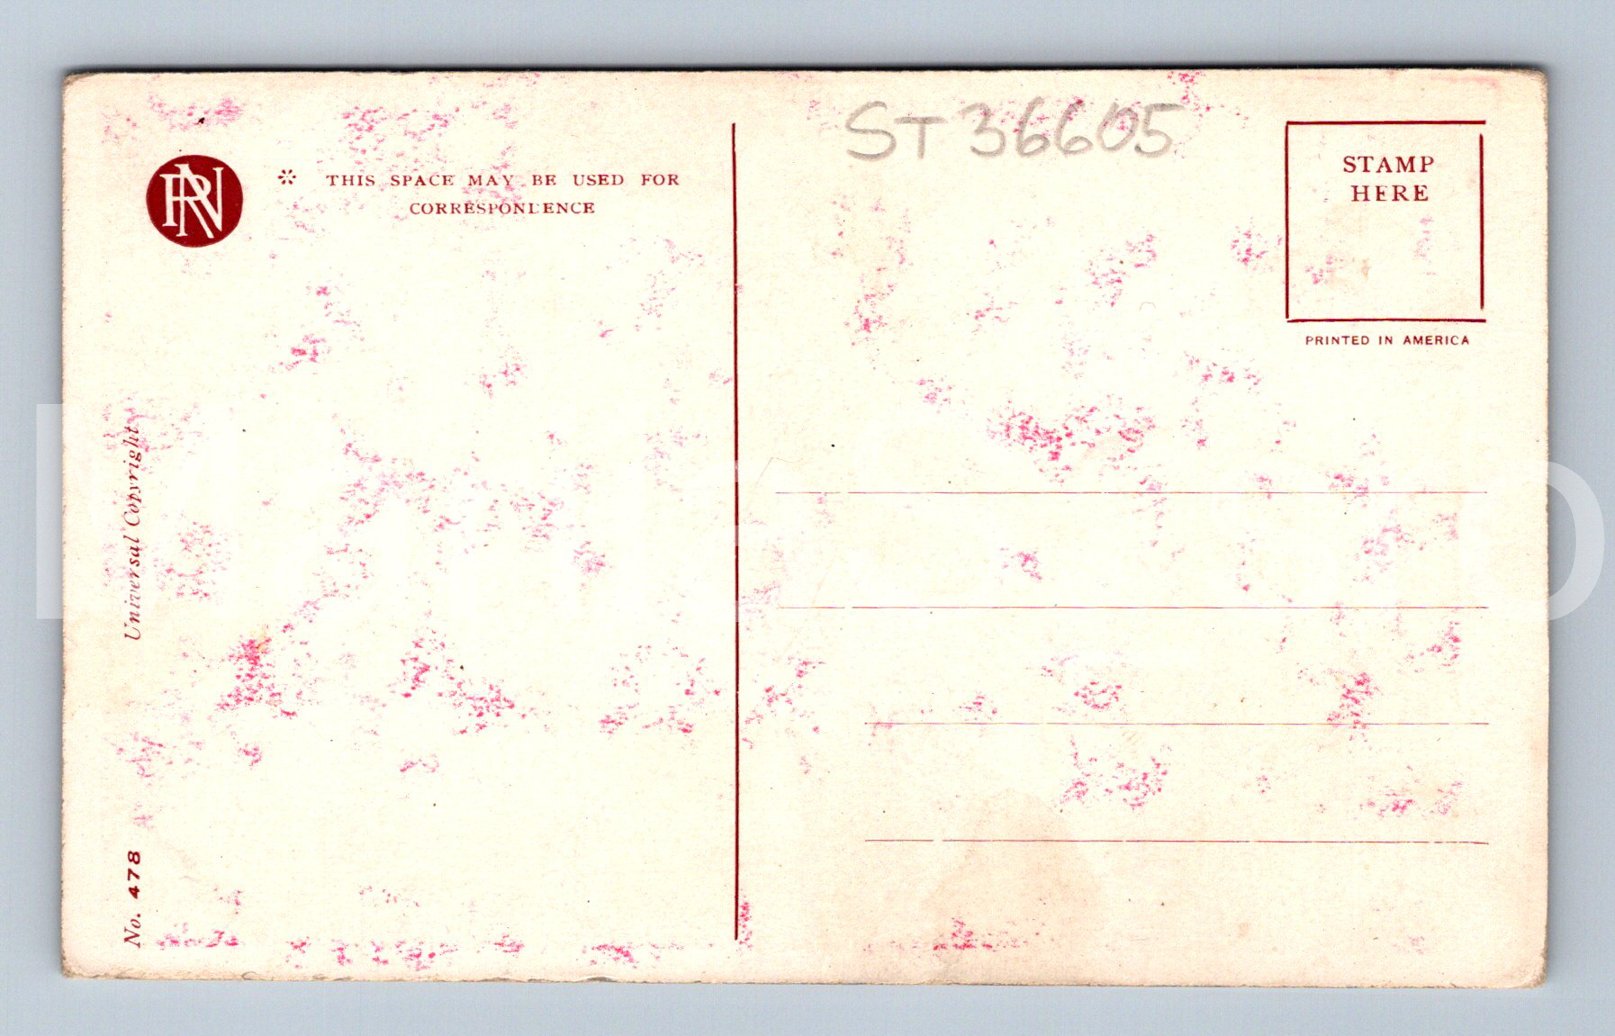 ST 36605
RN
THIS SPACE MAY BE USED FOR
CORRESPONDENCE
STAMP
HERE
PRINTED IN AMERICA
Universal Copyright
No. 478